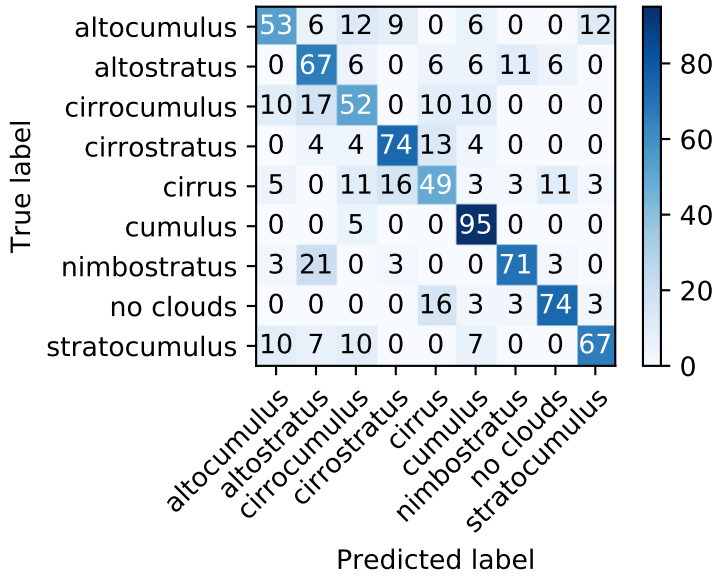 altocumulus 53 6 12 9 0 6 0 0 12
altostratus 0 67 6 0 6 6 11 6 0
cirrocumulus 10 17 52 0 10 10 0 0 0
cirrostratus 0 4 4 74 13 4 0 0 0
cirrus 5 0 11 16 49 3 3 11 3
cumulus 0 0 5 0 0 95 0 0 0
nimbostratus 3 21 0 3 0 0 71 3 0
no clouds 0 0 0 0 16 3 3 74 3
stratocumulus 10 7 10 0 0 7 0 0 67
True label
altocumulus
altostratus
cirrocumulus
cirrostratus
cirrus
cumulus
nimbostratus
no clouds
stratocumulus
Predicted label
80
60
40
20
0